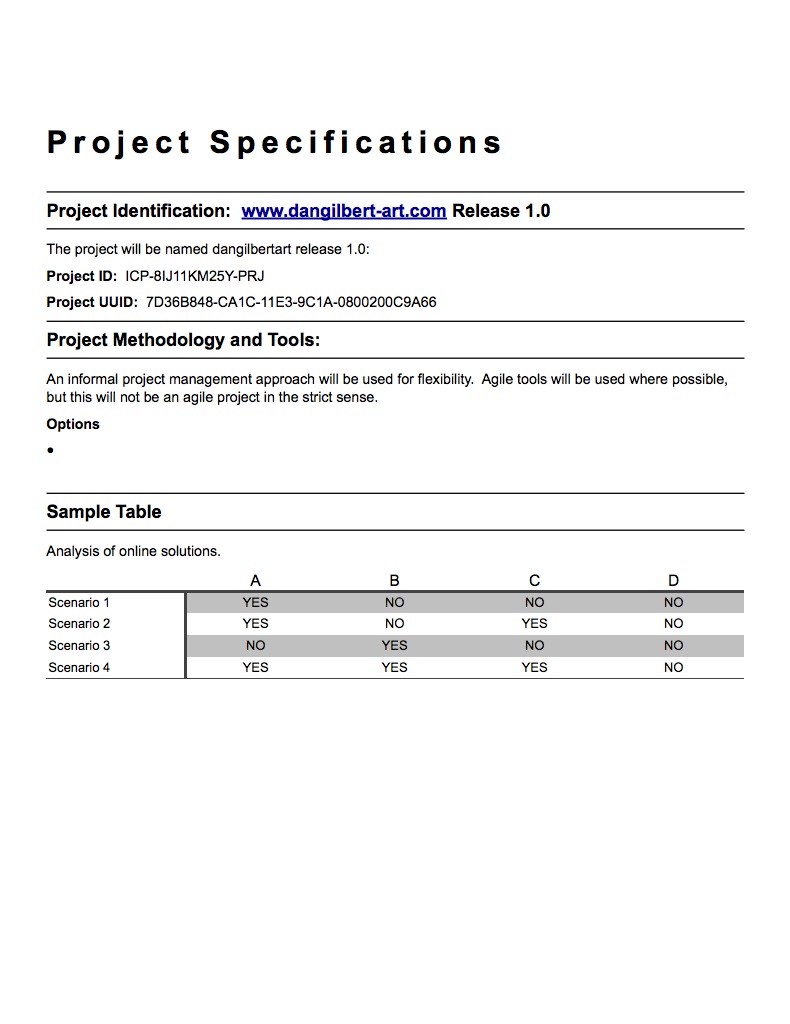 Project Specifications
Project Identification: www.dangilbert-art.com Release 1.0
The project will be named dangilbertart release 1.0:
Project ID: ICP-8IJ11KM25Y-PRJ
Project UUID: 7D36B848-CA1C-11E3-9C1A-0800200C9A66
Project Methodology and Tools:
An informal project management approach will be used for flexibility. Agile tools will be used where possible,
but this will not be an agile project in the strict sense.
Options
•
Sample Table
Analysis of online solutions.
A B C D
Scenario 1 YES NO NO NO
Scenario 2 YES NO YES NO
Scenario 3 NO YES NO NO
Scenario 4 YES YES YES NO